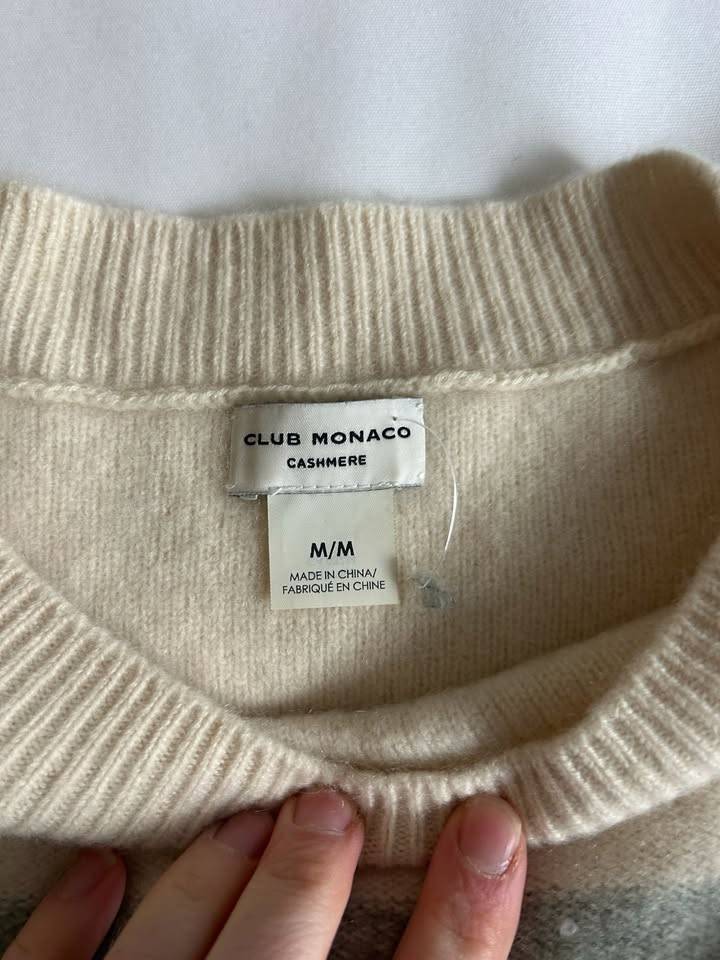 CLUB MONACO
CASHMERE
M/M
MADE IN CHINA/
FABRIQUÉ EN CHINE